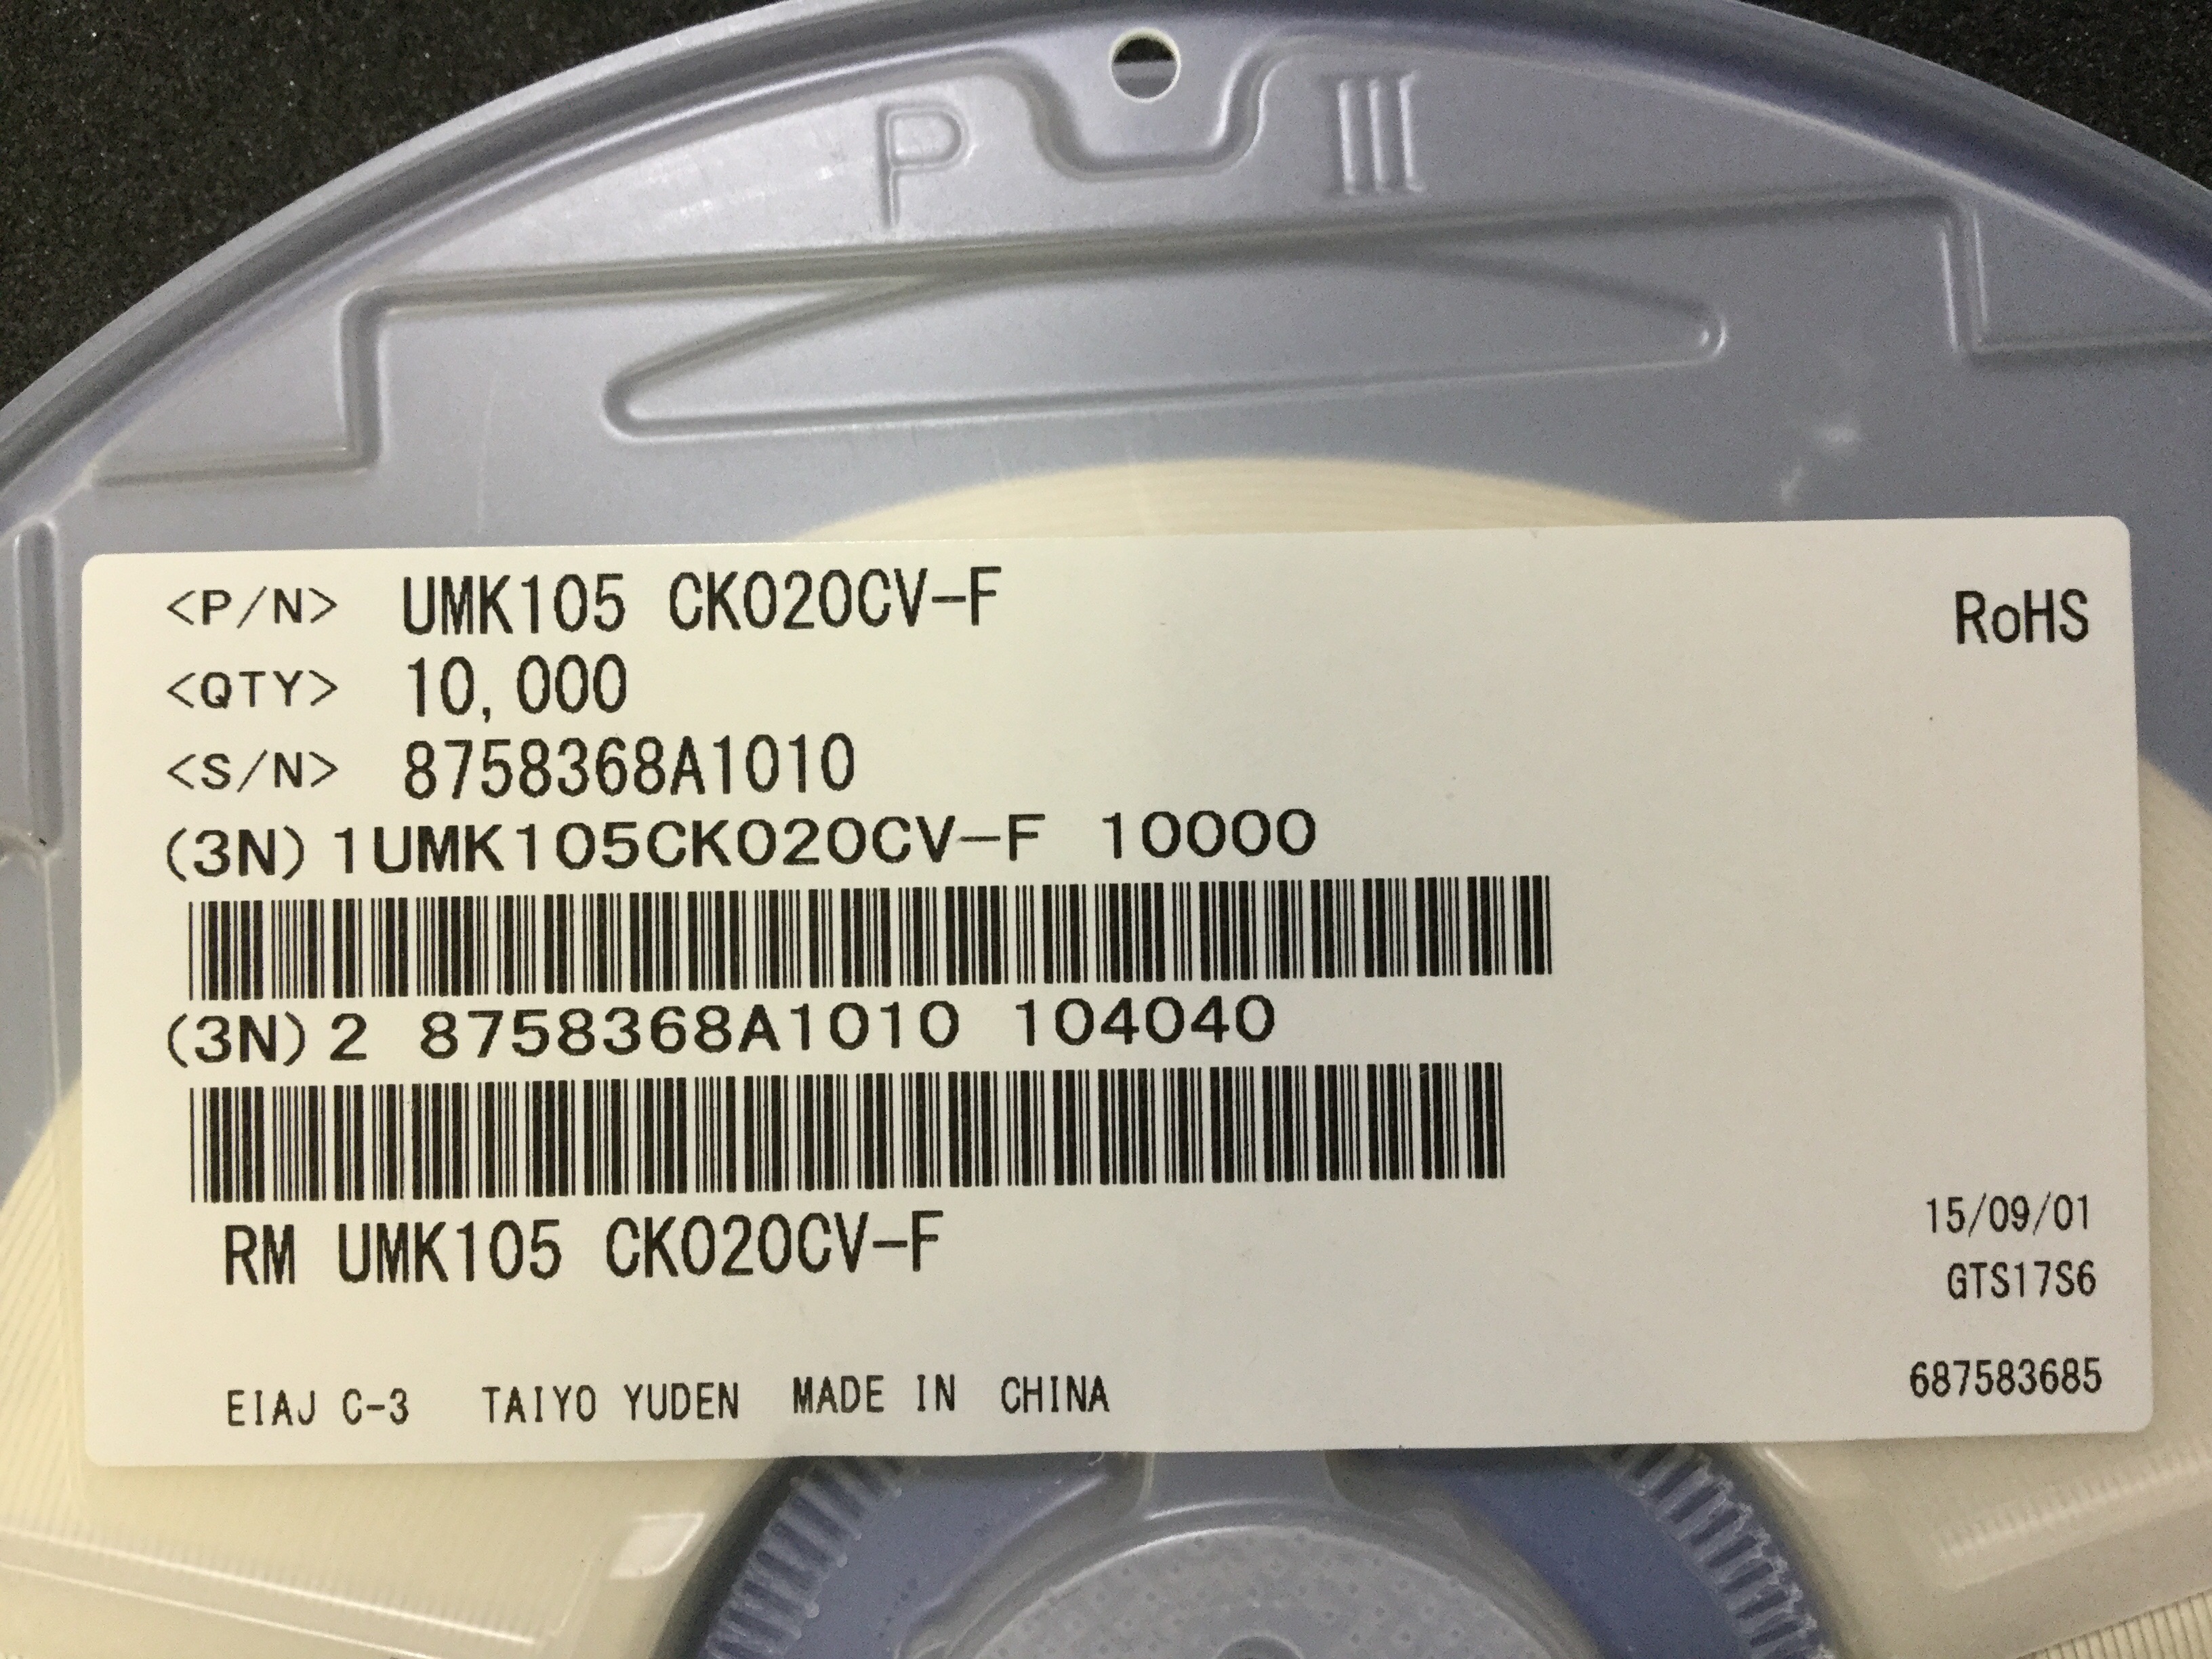 P III
<P/N> UMK105 CK020CV-F
RoHS
<QTY> 10,000
<S/N> 8758368A1010
(3N)1UMK105CK020CV-F 10000
(3N)2 8758368A1010 104040
RM UMK105 CK020CV-F
15/09/01
GTS17S6
EIAJ C-3 TAIYO YUDEN MADE IN CHINA
687583685